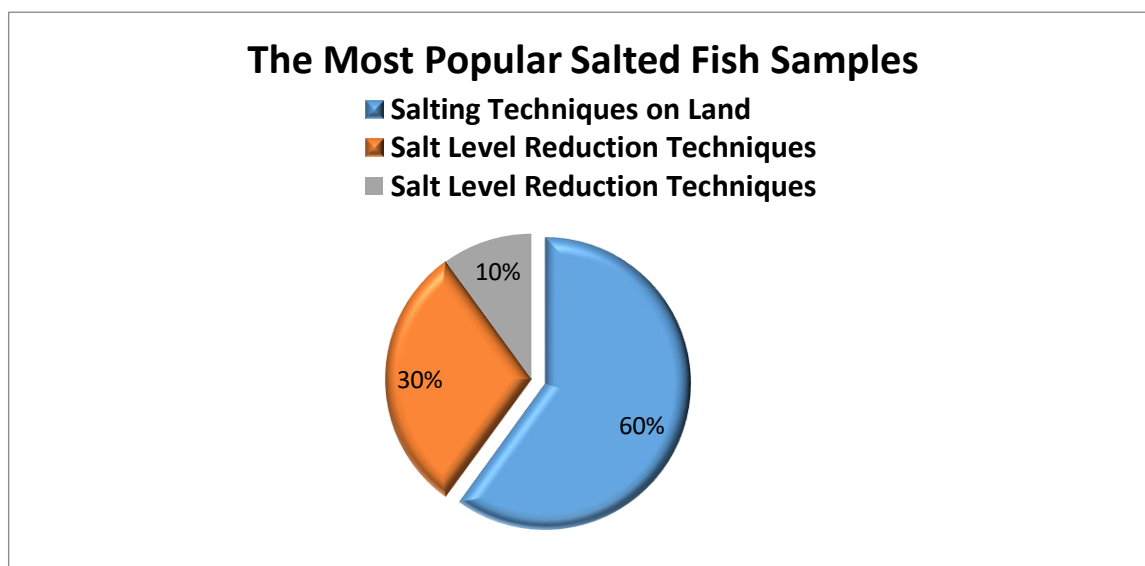 The Most Popular Salted Fish Samples
Salting Techniques on Land
Salt Level Reduction Techniques
Salt Level Reduction Techniques
10%
30%
60%